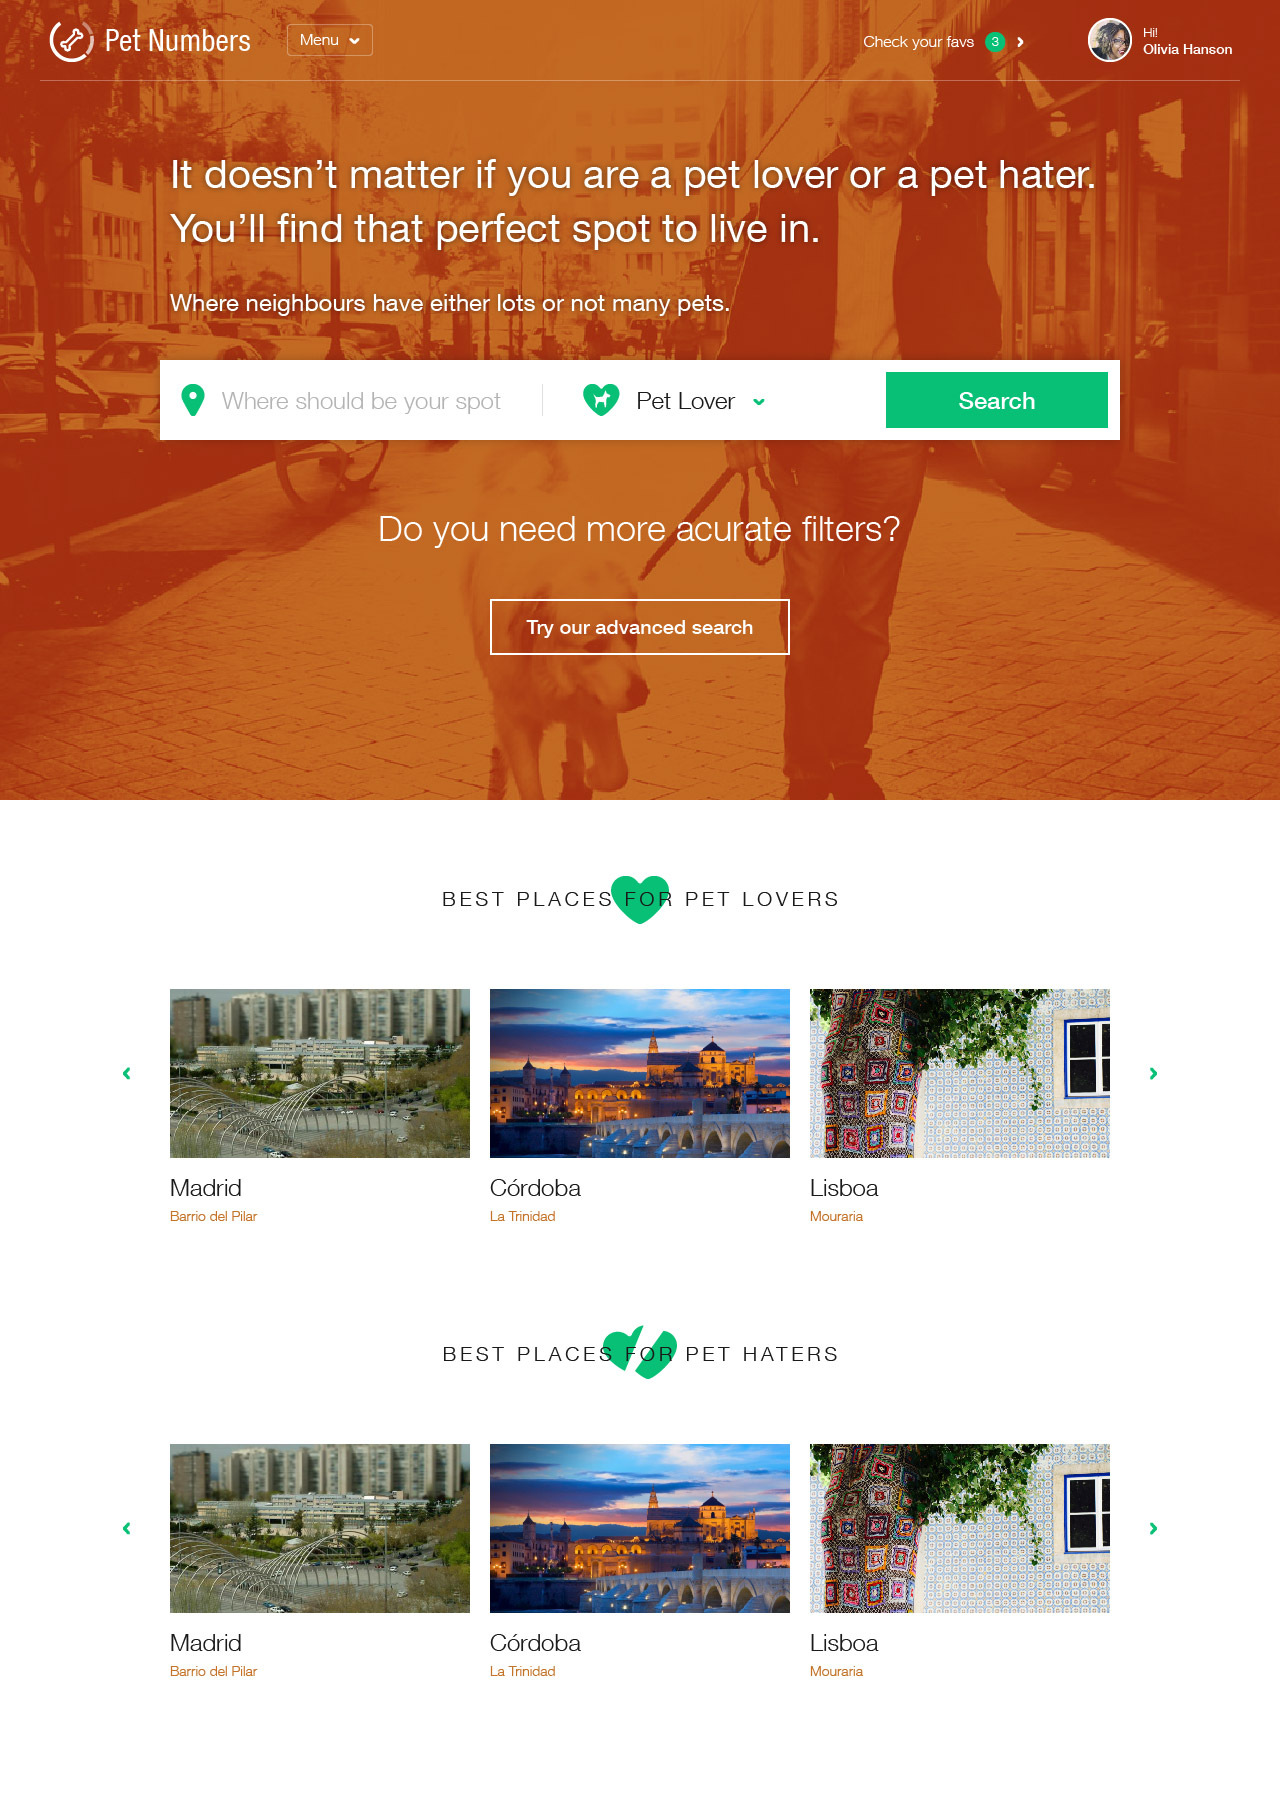 Pet Numbers
Menu
Check your favs 3
Hi!
Olivia Hanson
It doesn’t matter if you are a pet lover or a pet hater.
You’ll find that perfect spot to live in.
Where neighbours have either lots or not many pets.
Where should be your spot
Pet Lover
Search
Do you need more acurate filters?
Try our advanced search
BEST PLACES FOR PET LOVERS
Madrid
Barrio del Pilar
Córdoba
La Trinidad
Lisboa
Mouraria
BEST PLACES FOR PET HATERS
Madrid
Barrio del Pilar
Córdoba
La Trinidad
Lisboa
Mouraria